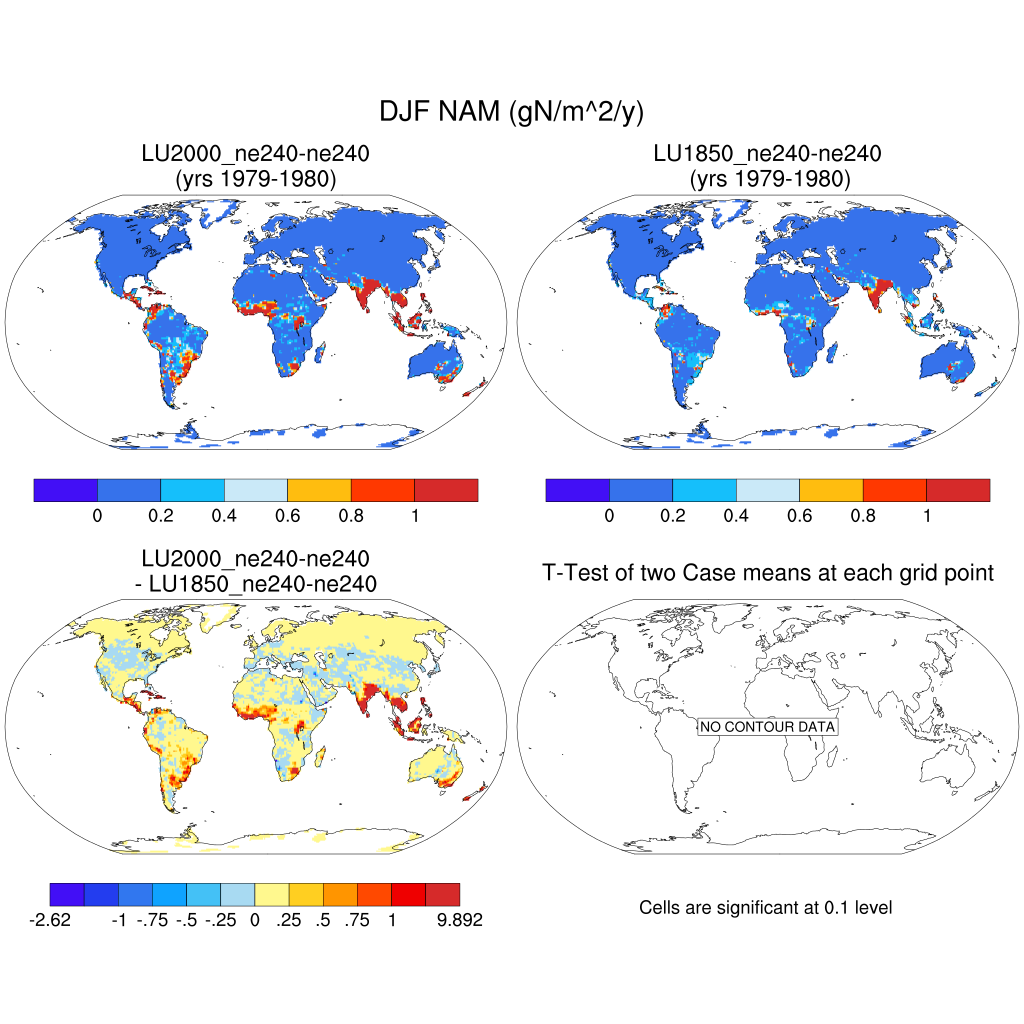 DJF NAM (gN/m^2/y)
LU2000_ne240-ne240
(yrs 1979-1980)
LU1850_ne240-ne240
(yrs 1979-1980)
0 0.2 0.4 0.6 0.8 1
0 0.2 0.4 0.6 0.8 1
LU2000_ne240-ne240
- LU1850_ne240-ne240
T-Test of two Case means at each grid point
NO CONTOUR DATA
-2.62 -1 -.75 -.5 -.25 0 .25 .5 .75 1 9.892
Cells are significant at 0.1 level